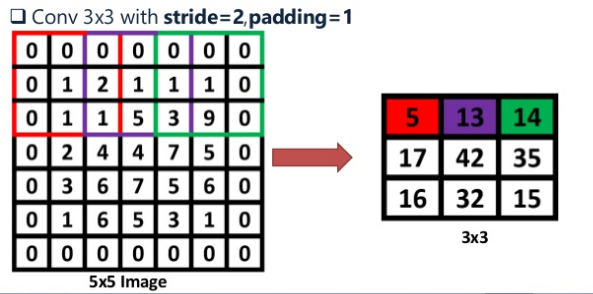 ❑ Conv 3x3 with stride=2,padding=1
0 0 0 0 0 0 0
0 1 2 1 1 1 0
0 1 1 5 3 9 0
0 2 4 4 7 5 0
0 3 6 7 5 6 0
0 1 6 5 3 1 0
0 0 0 0 0 0 0
5x5 Image
5 13 14
17 42 35
16 32 15
3x3